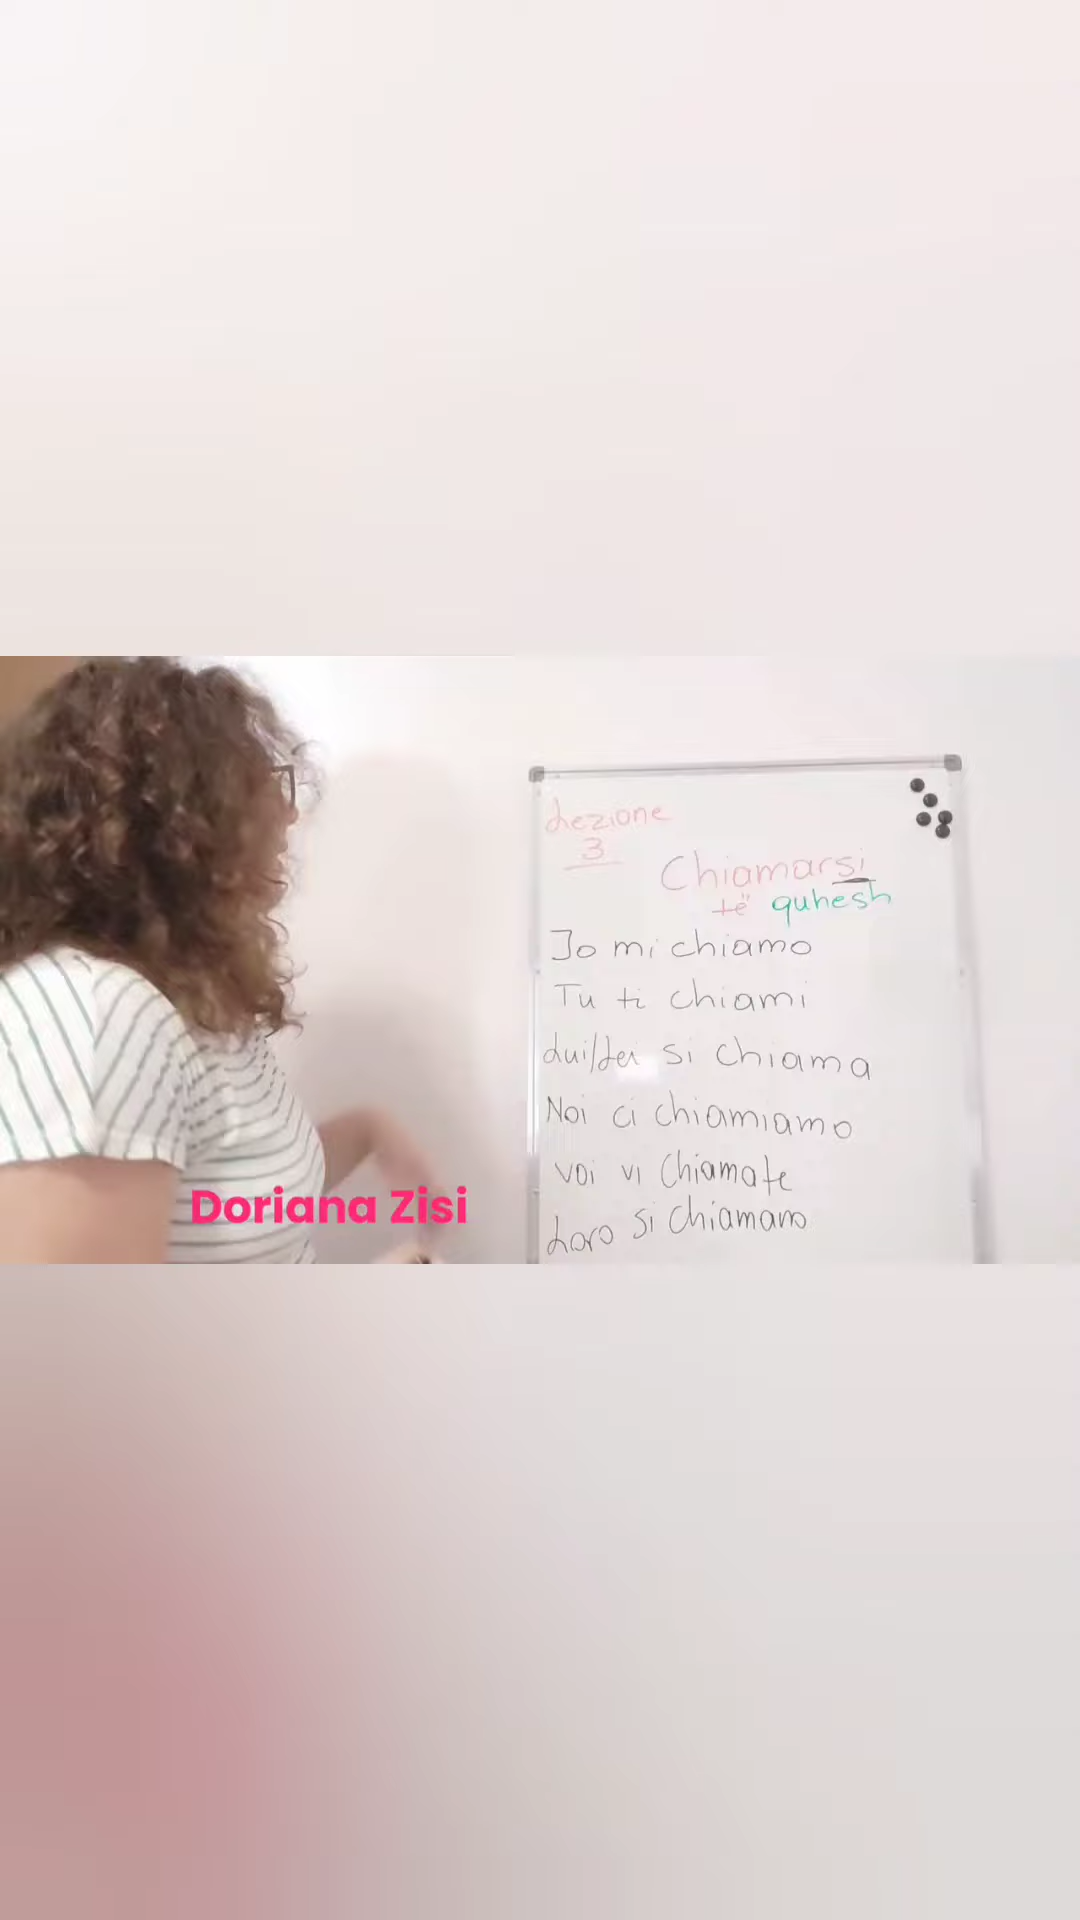 Lezione
3
Chiamarsi
të quhesh
Io mi chiamo
Tu ti chiami
Lui/Lei si chiama
Noi ci chiamiamo
voi vi chiamate
Loro si chiamano
Doriana Zisi